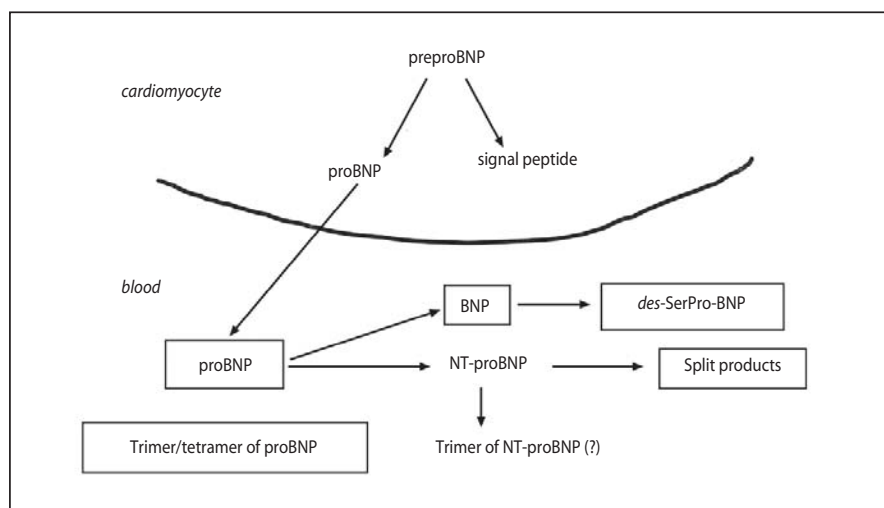 preproBNP
cardiomyocyte
proBNP
signal peptide
blood
BNP
des-SerPro-BNP
proBNP
NT-proBNP
Split products
Trimer/tetramer of proBNP
Trimer of NT-proBNP (?)